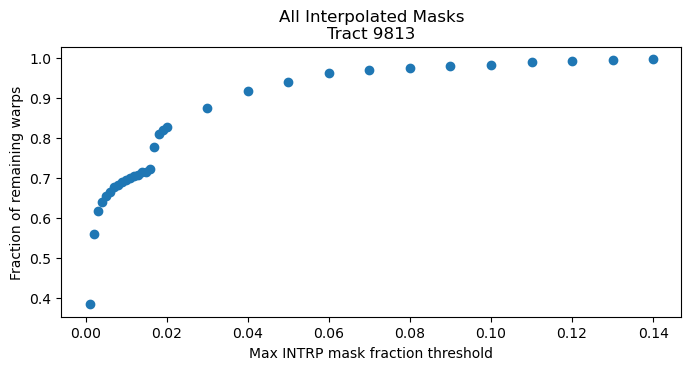 All Interpolated Masks
Tract 9813
Fraction of remaining warps
1.0
0.9
0.8
0.7
0.6
0.5
0.4
0.00 0.02 0.04 0.06 0.08 0.10 0.12 0.14
Max INTRP mask fraction threshold